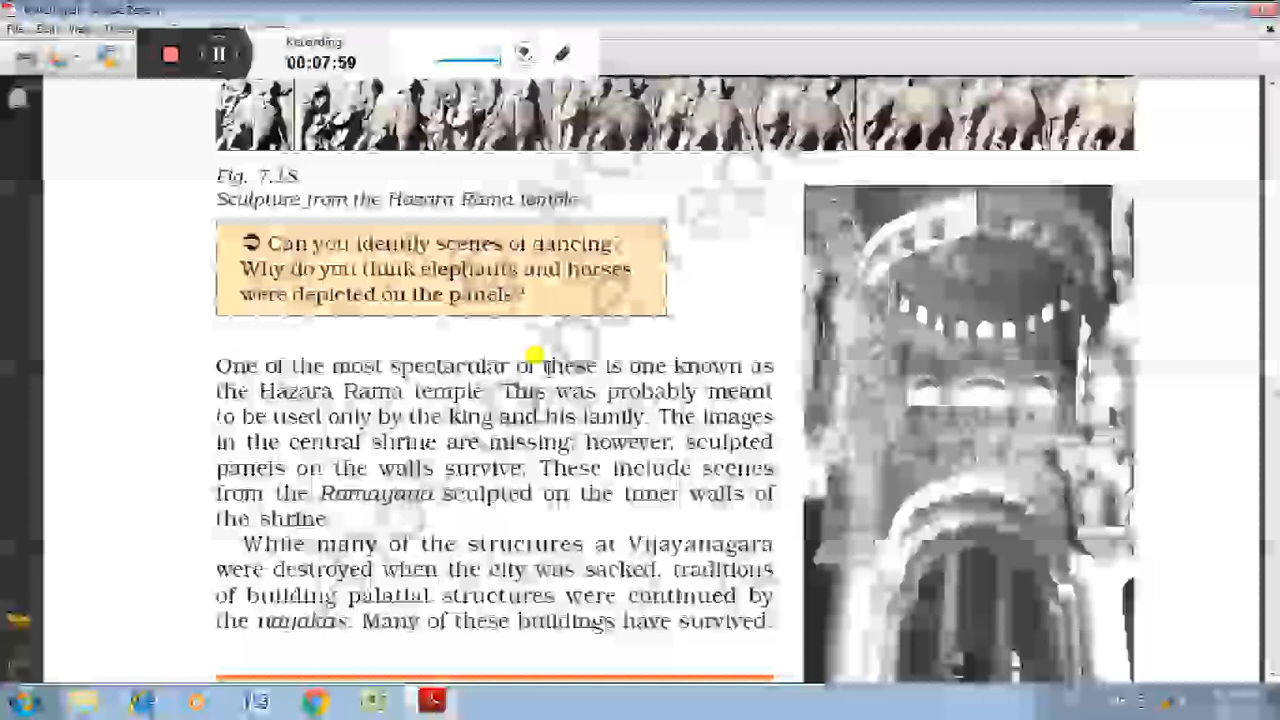 Recording
00:07:59
Fig. 7.18
Sculpture from the Hazara Rama temple
➲ Can you identify scenes of dancing?
Why do you think elephants and horses
were depicted on the panels?
One of the most spectacular of these is one known as
the Hazara Rama temple. This was probably meant
to be used only by the king and his family. The images
in the central shrine are missing; however, sculpted
panels on the walls survive. These include scenes
from the Ramayana sculpted on the inner walls of
the shrine.
While many of the structures at Vijayanagara
were destroyed when the city was sacked, traditions
of building palatial structures were continued by
the nayakas. Many of these buildings have survived.